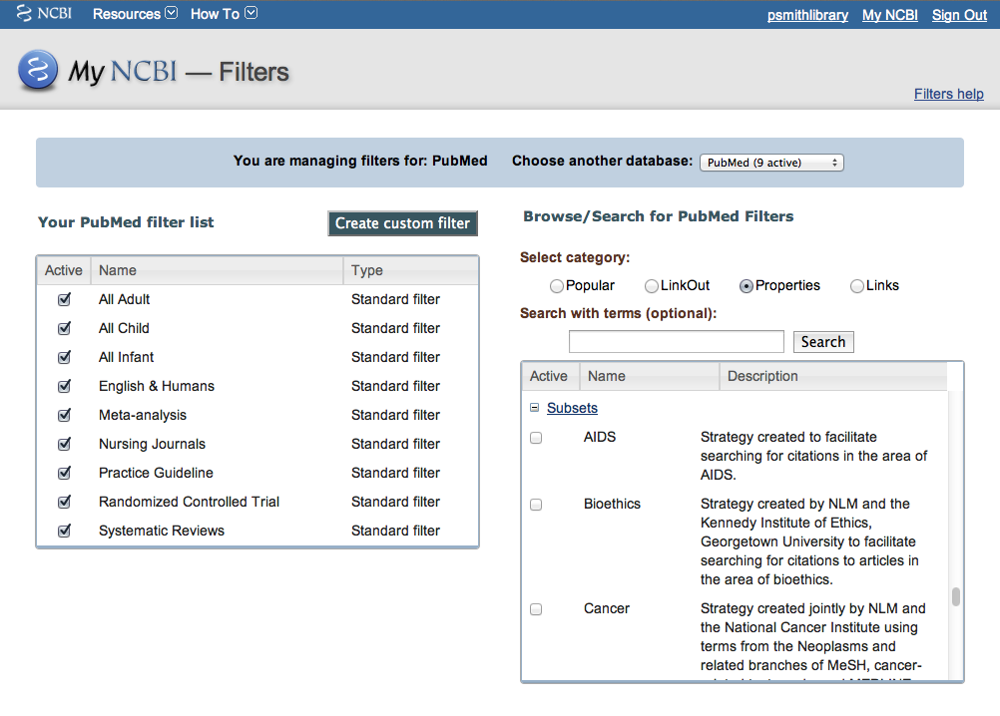 NCBI Resources How To psmithlibrary My NCBI Sign Out
My NCBI — Filters
Filters help
You are managing filters for: PubMed Choose another database: PubMed (9 active)
Your PubMed filter list
Create custom filter
Active Name Type
All Adult Standard filter
All Child Standard filter
All Infant Standard filter
English & Humans Standard filter
Meta-analysis Standard filter
Nursing Journals Standard filter
Practice Guideline Standard filter
Randomized Controlled Trial Standard filter
Systematic Reviews Standard filter
Browse/Search for PubMed Filters
Select category:
Popular LinkOut Properties Links
Search with terms (optional):
Search
Active Name Description
Subsets
AIDS Strategy created to facilitate
searching for citations in the area of
AIDS.
Bioethics Strategy created by NLM and the
Kennedy Institute of Ethics,
Georgetown University to facilitate
searching for citations to articles in
the area of bioethics.
Cancer Strategy created jointly by NLM and
the National Cancer Institute using
terms from the Neoplasms and
related branches of MeSH, cancer-